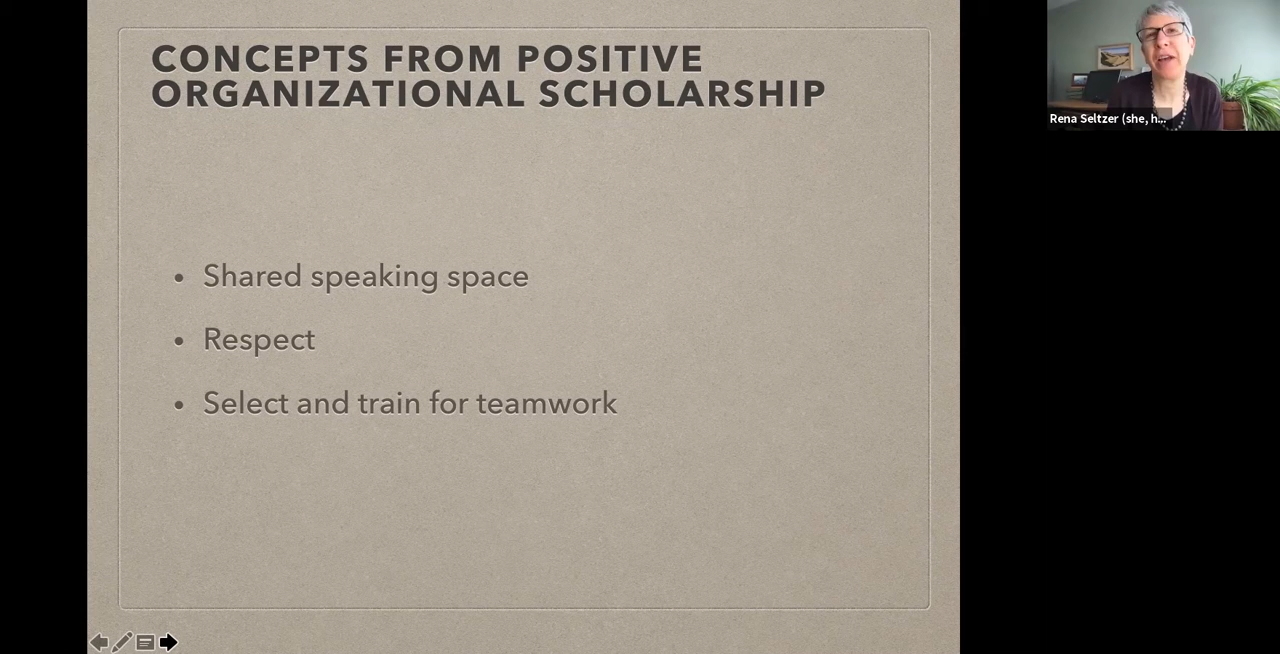 CONCEPTS FROM POSITIVE
ORGANIZATIONAL SCHOLARSHIP
• Shared speaking space
• Respect
• Select and train for teamwork
Rena Seltzer (she, h...